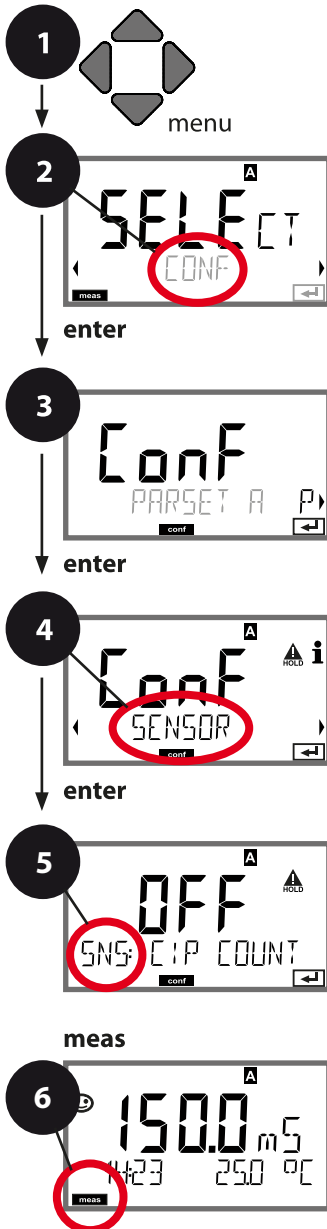 1
menu
2
A
SELECT
CONF
meas
enter
3
ConF
PARSET A P
conf
enter
4
A
ConF
HOLD
i
SENSOR
conf
enter
5
A
OFF
HOLD
SNS: CIP COUNT
conf
meas
6
A
150.0 mS
14:23 25.0 °C
meas